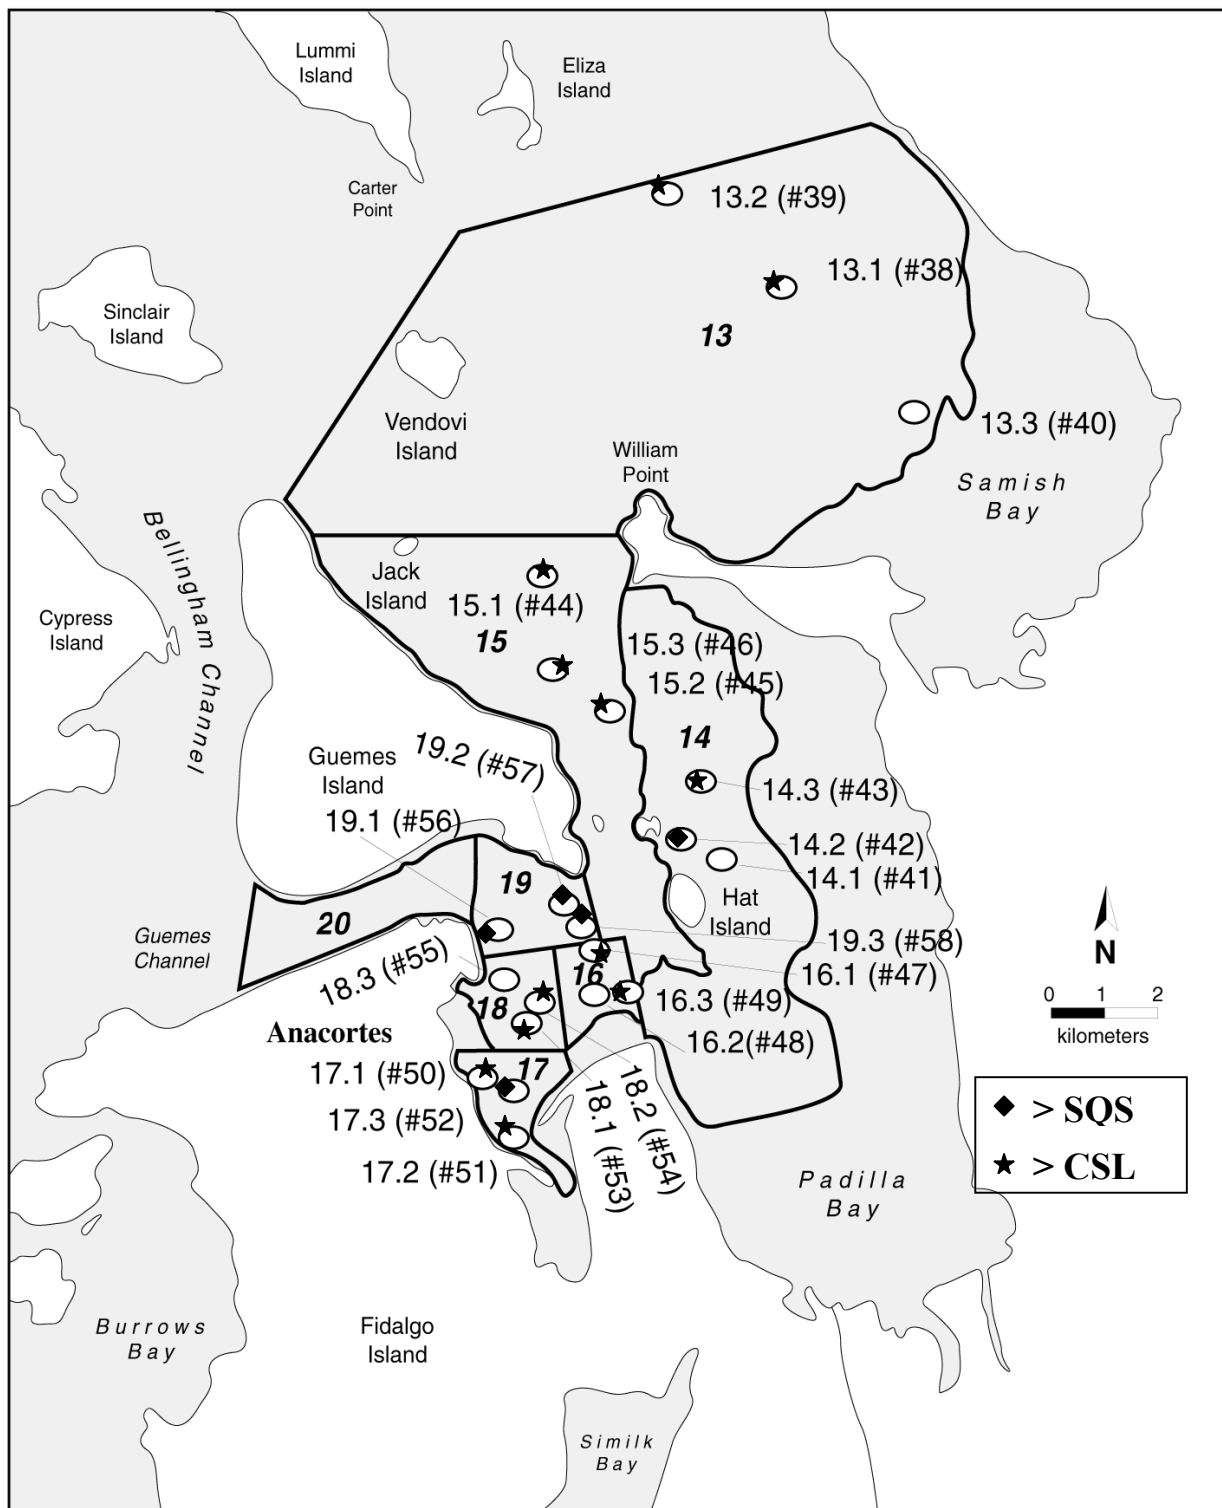 Lummi
Island
Eliza
Island
Carter
Point
13.2 (#39)
13.1 (#38)
Sinclair
Island
13
Vendovi
Island
13.3 (#40)
William
Point
Samish
Bay
Bellingham Channel
Jack
Island
15.1 (#44)
15
Cypress
Island
15.3 (#46)
15.2 (#45)
14
19.2 (#57)
Guemes
Island
14.3 (#43)
19.1 (#56)
14.2 (#42)
14.1 (#41)
19
Hat
Island
20
Guemes
Channel
19.3 (#58)
18.3 (#55)
16
16.1 (#47)
N
16.3 (#49)
18
0 1 2
kilometers
Anacortes
16.2(#48)
17.1 (#50)
17
18.2 (#54)
18.1 (#53)
17.3 (#52)
17.2 (#51)
> SQS
> CSL
Padilla
Bay
Burrows
Bay
Fidalgo
Island
Similk
Bay